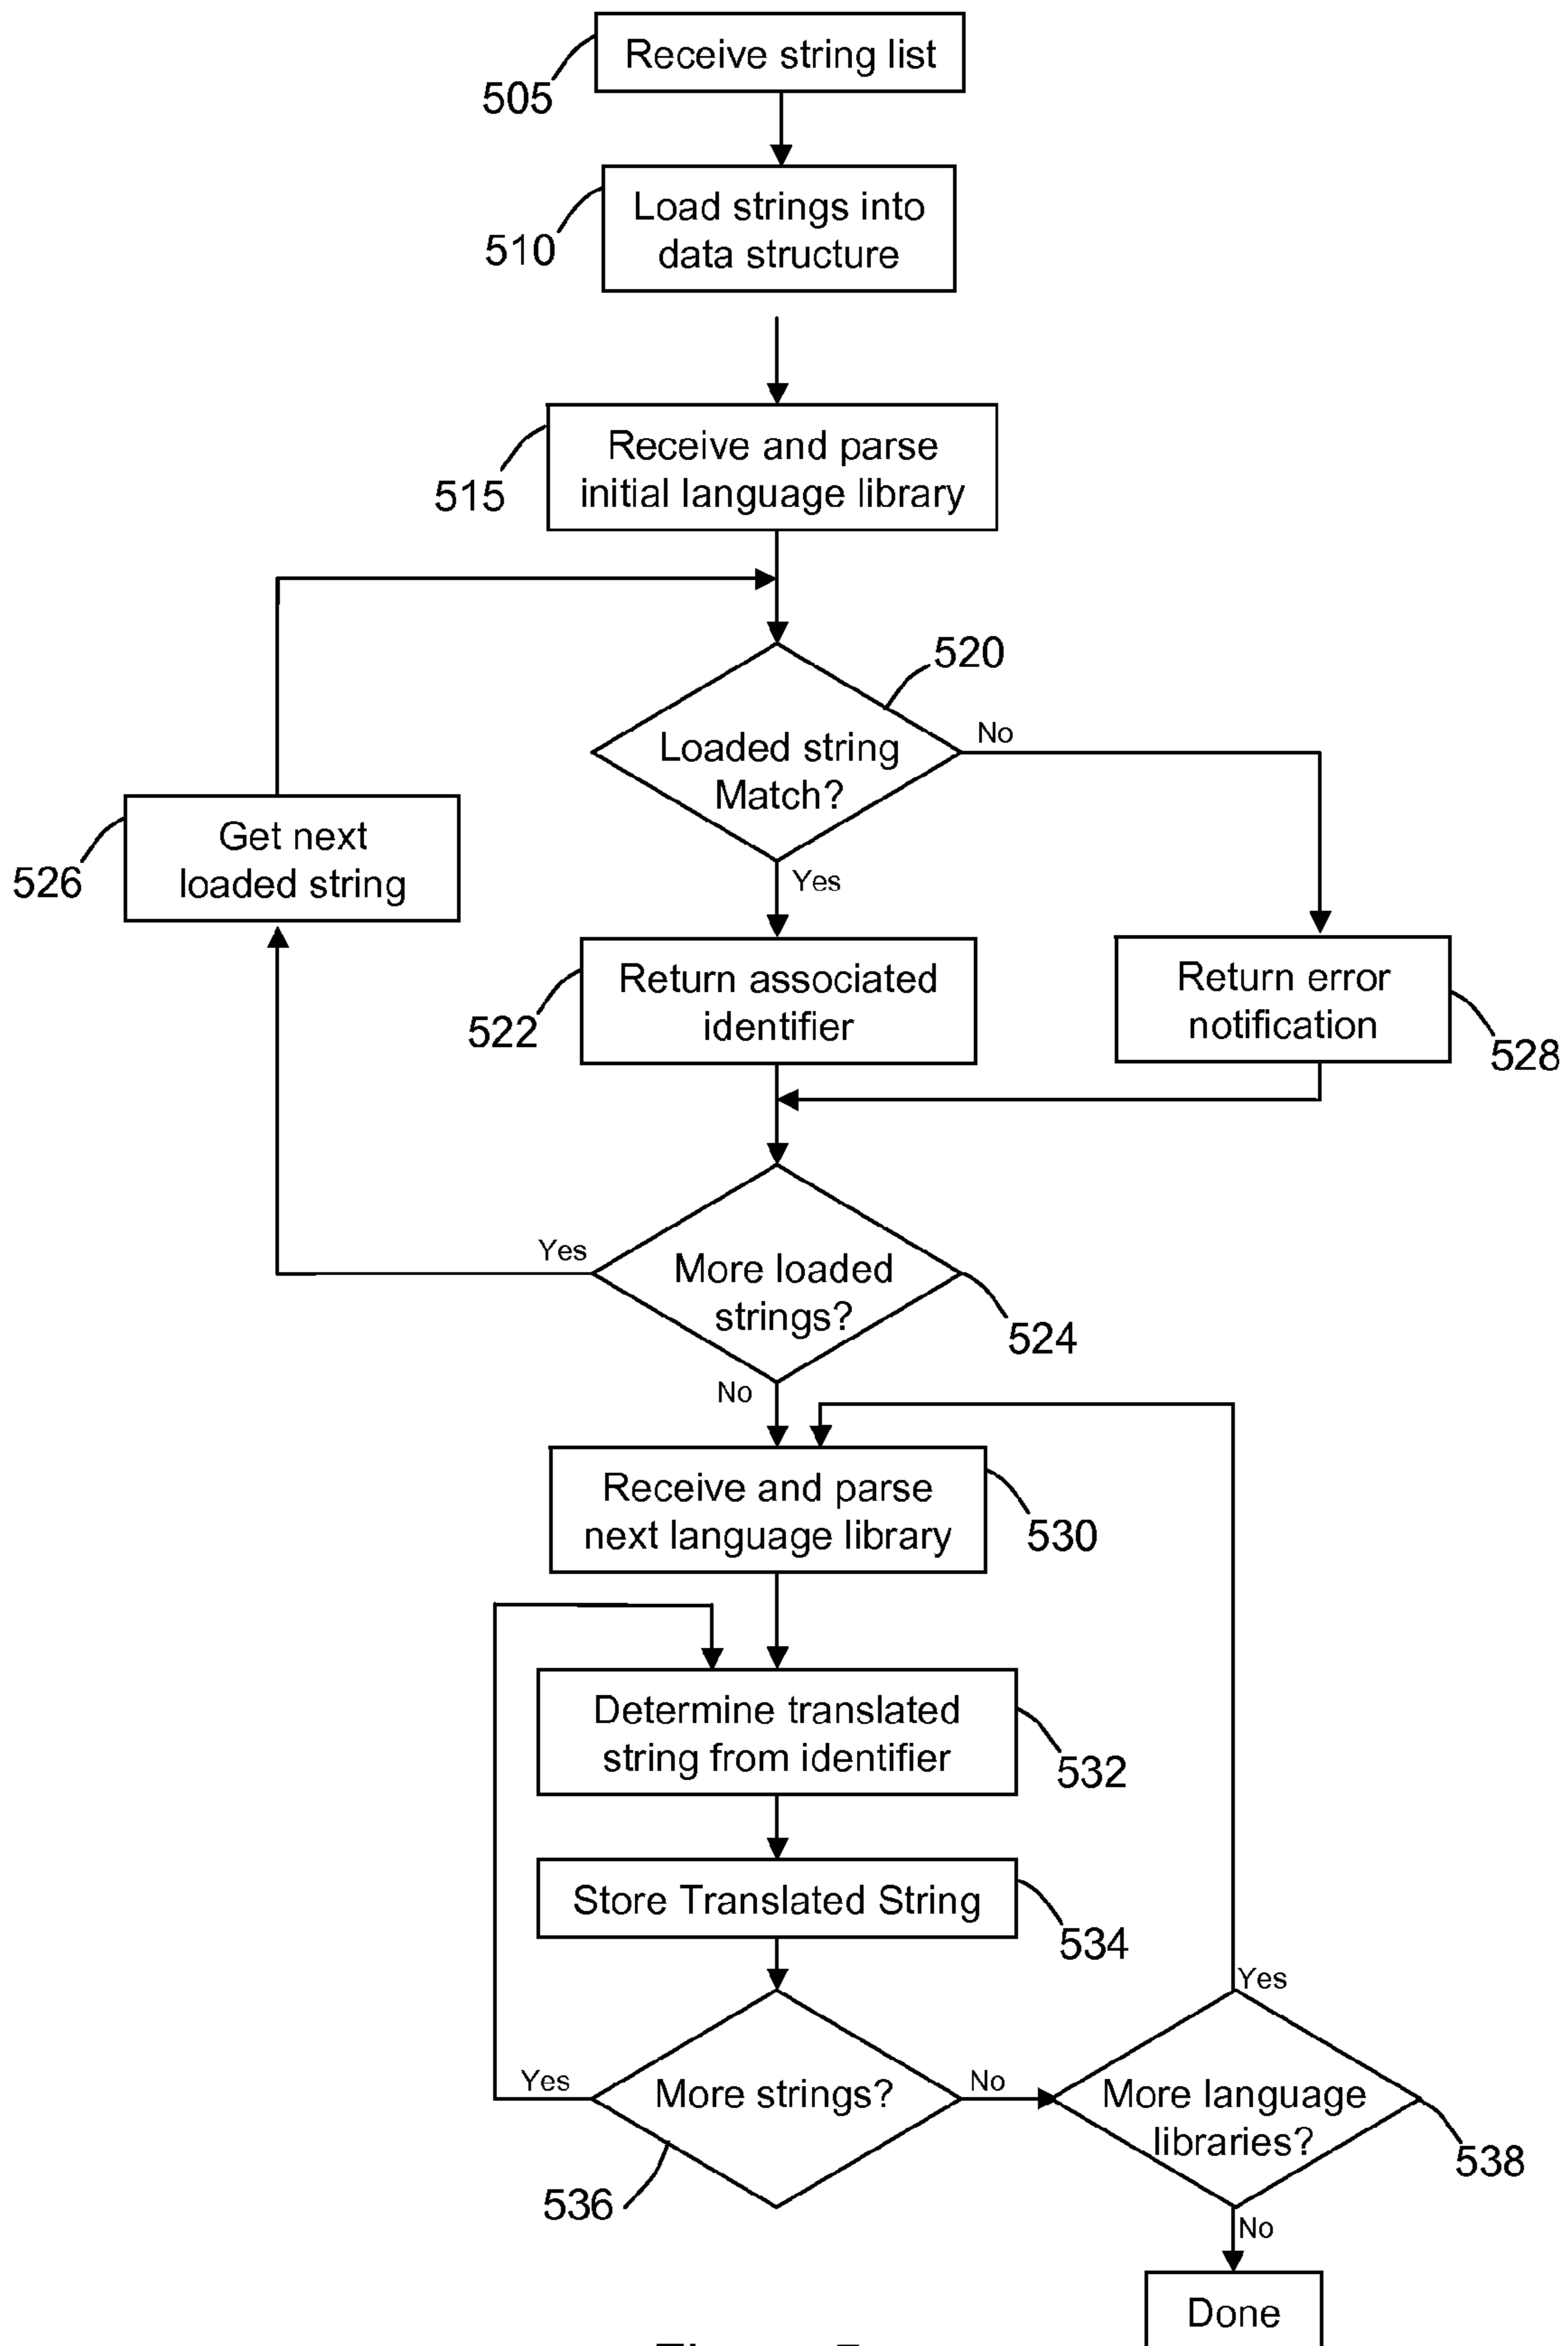 Receive string list
505
Load strings into
data structure
510
Receive and parse
initial language library
515
520
Loaded string
Match?
No
Yes
Get next
loaded string
526
Return associated
identifier
522
Return error
notification
528
Yes
More loaded
strings?
524
No
Receive and parse
next language library
530
Determine translated
string from identifier
532
Store Translated String
534
Yes
More strings?
No
536
Yes
More language
libraries?
538
No
Done